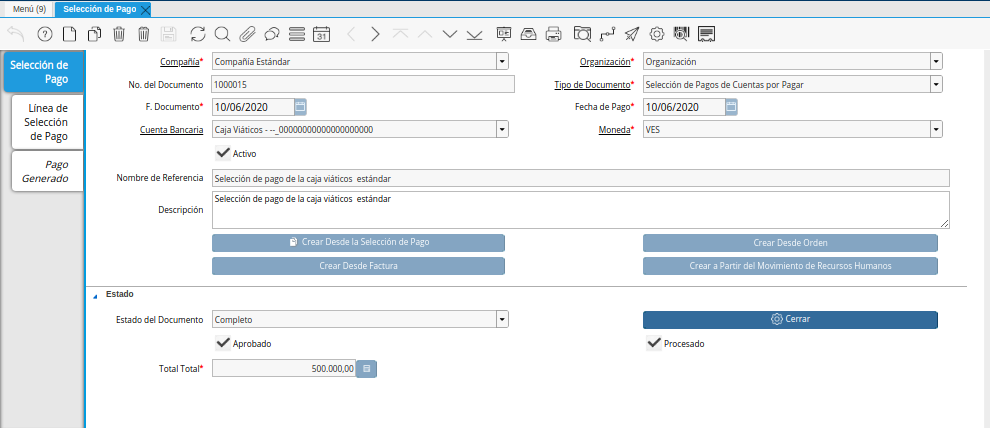 Menú (9) Selección de Pago
31
Selección de Pago
Línea de Selección de Pago
Pago Generado
Compañía* Compañía Estándar Organización* Organización
No. del Documento 1000015 Tipo de Documento* Selección de Pagos de Cuentas por Pagar
F. Documento* 10/06/2020 Fecha de Pago* 10/06/2020
Cuenta Bancaria Caja Viáticos - --_00000000000000000000 Moneda* VES
Activo
Nombre de Referencia Selección de pago de la caja viáticos estándar
Descripción Selección de pago de la caja viáticos estándar
Crear Desde la Selección de Pago Crear Desde Orden
Crear Desde Factura Crear a Partir del Movimiento de Recursos Humanos
Estado
Estado del Documento Completo Cerrar
Aprobado Procesado
Total Total* 500.000,00